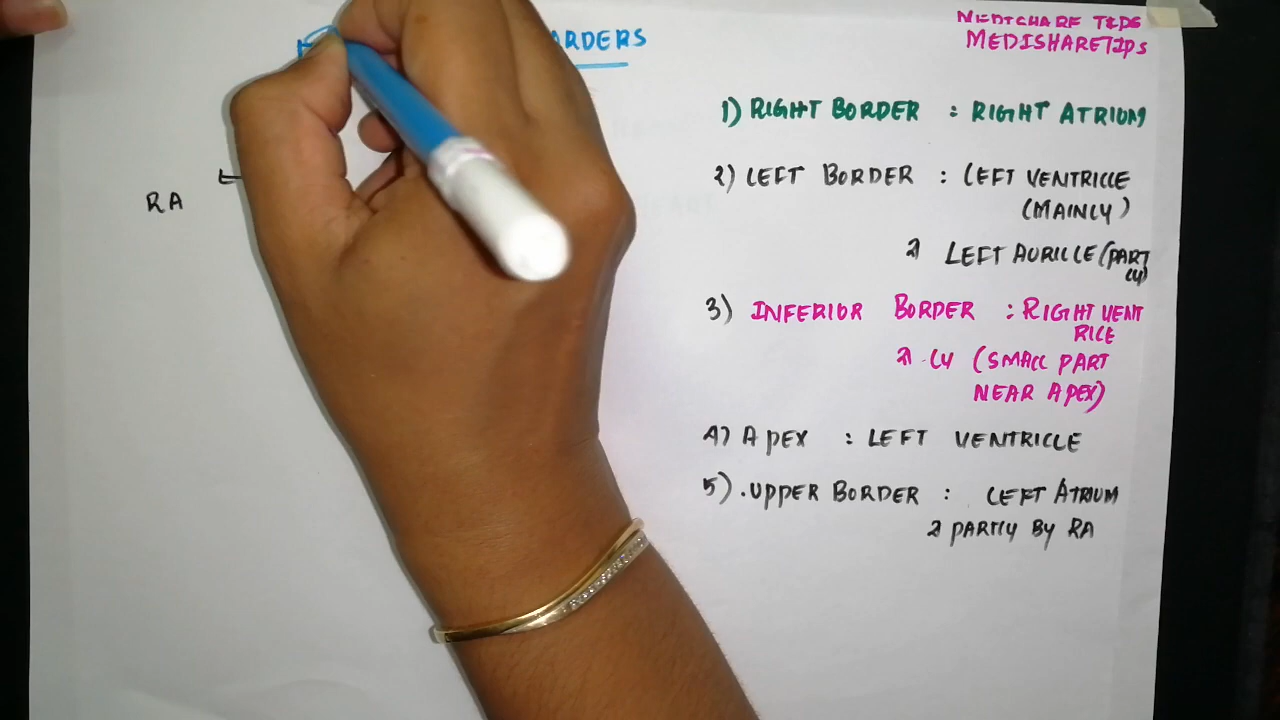 ARDERS
MEDISHARE TIPS
MEDISHARETIPS
1) RIGHT BORDER : RIGHT ATRIUM
RA
2) LEFT BORDER : LEFT VENTRICLE
(MAINLY)
LEFT AURICLE (PART
LY)
3) INFERIOR BORDER : RIGHT VENT
RICE
LV (SMALL PART
NEAR APEX)
4) APEX : LEFT VENTRICLE
5) UPPER BORDER : LEFT ATRIUM
PARTLY BY RA